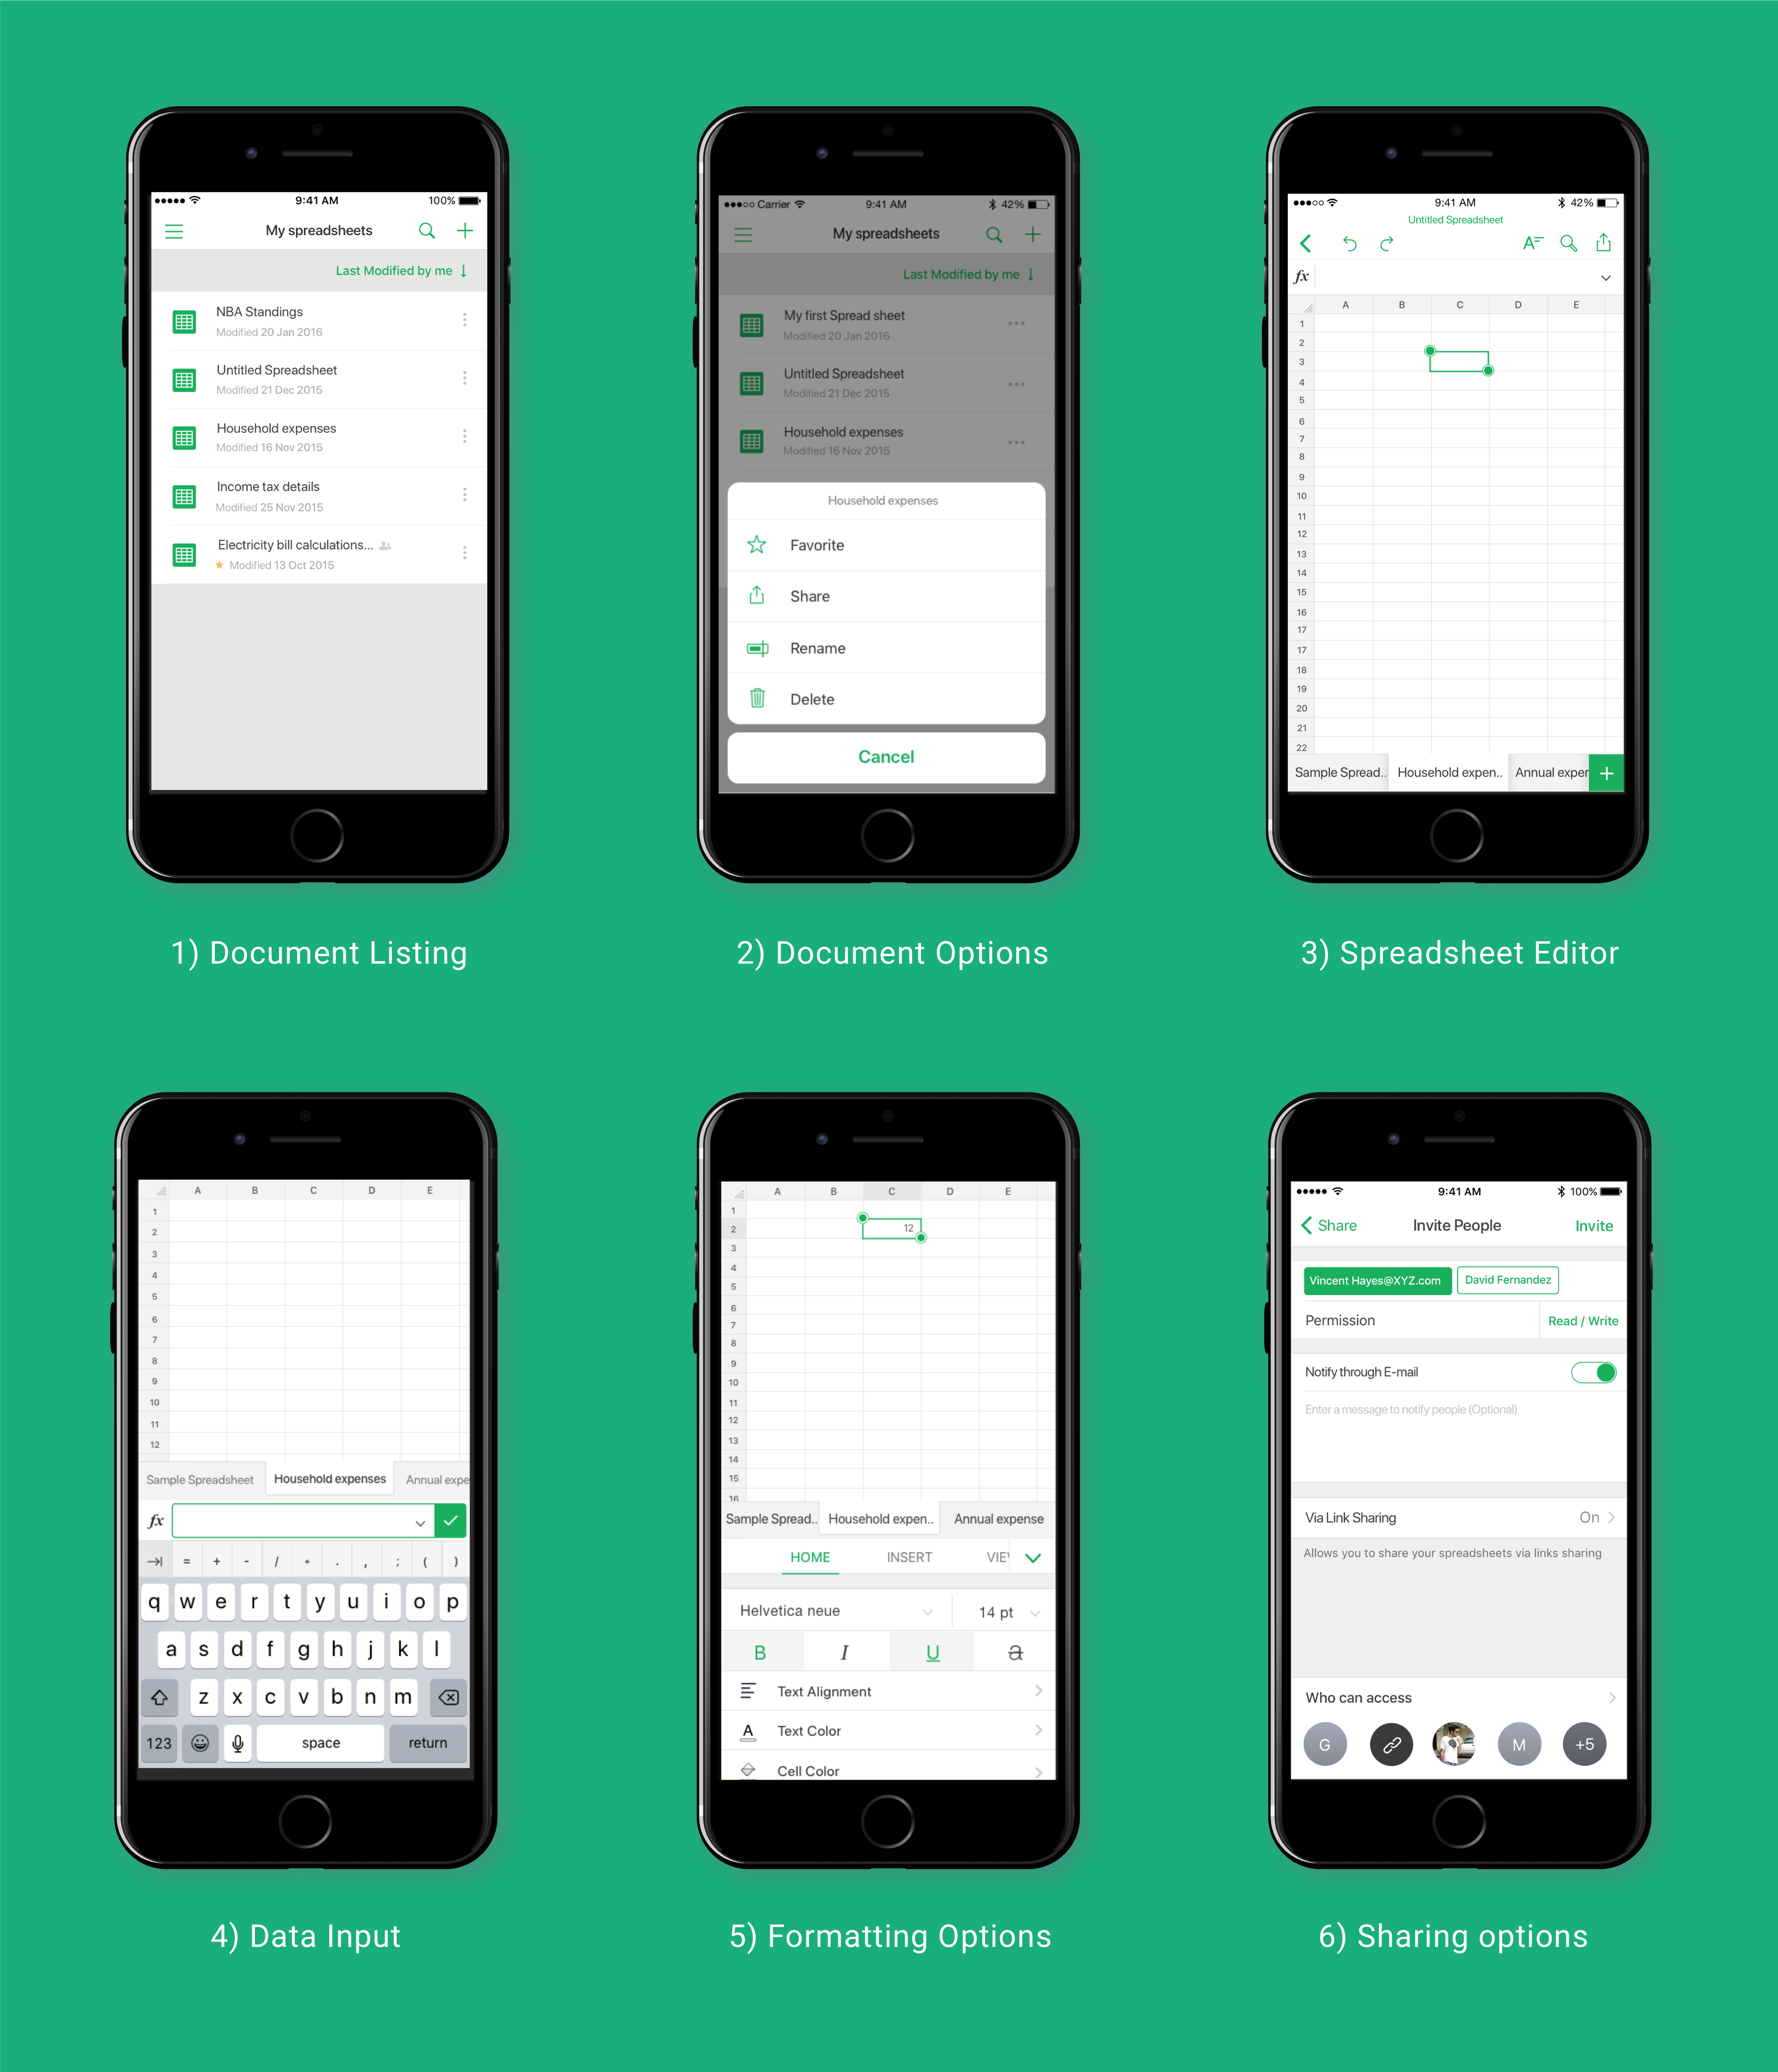 9:41 AM 100%
My spreadsheets
Last Modified by me
NBA Standings
Modified 20 Jan 2016
Untitled Spreadsheet
Modified 21 Dec 2015
Household expenses
Modified 16 Nov 2015
Income tax details
Modified 25 Nov 2015
Electricity bill calculations...
Modified 13 Oct 2015
1) Document Listing
Carrier 9:41 AM 42%
My spreadsheets
Last Modified by me
My first Spread sheet
Modified 20 Jan 2016
Untitled Spreadsheet
Modified 21 Dec 2015
Household expenses
Modified 16 Nov 2015
Household expenses
Favorite
Share
Rename
Delete
Cancel
2) Document Options
9:41 AM 42%
Untitled Spreadsheet
A
fx
A B C D E
1
2
3
4
5
6
7
8
9
10
11
12
13
14
15
16
17
17
18
19
20
21
22
Sample Spread.. Household expen.. Annual exper +
3) Spreadsheet Editor
A B C D E
1
2
3
4
5
6
7
8
9
10
11
12
Sample Spreadsheet Household expenses Annual expe
fx
= + - / * . , ; ( )
q w e r t y u i o p
a s d f g h j k l
z x c v b n m
123 space return
4) Data Input
A B C D E
1
2 12
3
4
5
6
7
8
9
10
11
12
13
14
15
16
Sample Spread.. Household expen.. Annual expense
HOME INSERT VIE
Helvetica neue 14 pt
B I U a
Text Alignment
A Text Color
Cell Color
5) Formatting Options
9:41 AM 100%
Share Invite People Invite
Vincent Hayes@XYZ.com David Fernandez
Permission Read / Write
Notify through E-mail
Enter a message to notify people (Optional)
Via Link Sharing On
Allows you to share your spreadsheets via links sharing
Who can access
G M +5
6) Sharing options